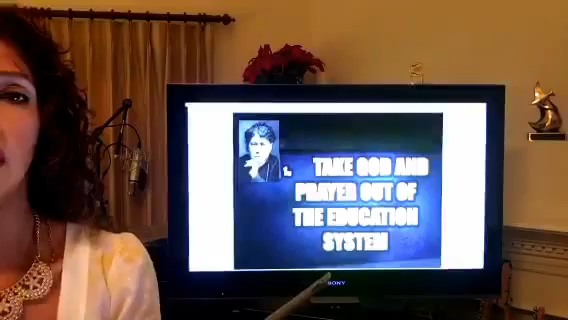 1. TAKE GOD AND
PRAYER OUT OF
THE EDUCATION
SYSTEM
SONY